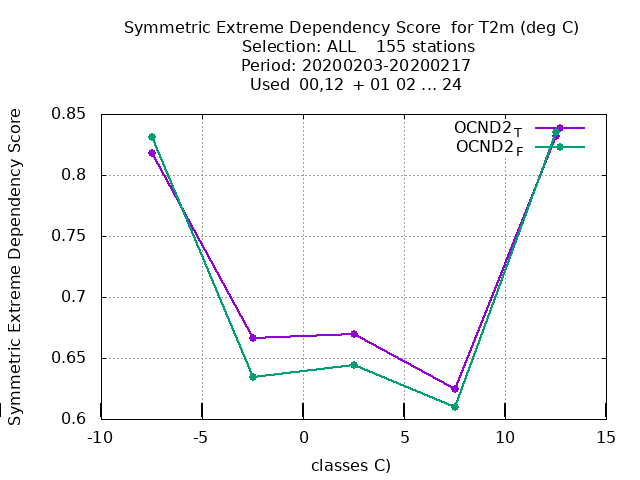 Symmetric Extreme Dependency Score  for T2m (deg C)
Selection: ALL    155 stations
Period: 20200203-20200217
Used  00,12  + 01 02 ... 24
Symmetric Extreme Dependency Score
0.85
0.8
0.75
0.7
0.65
0.6
OCND2T
OCND2F
-10 -5 0 5 10 15
classes C)